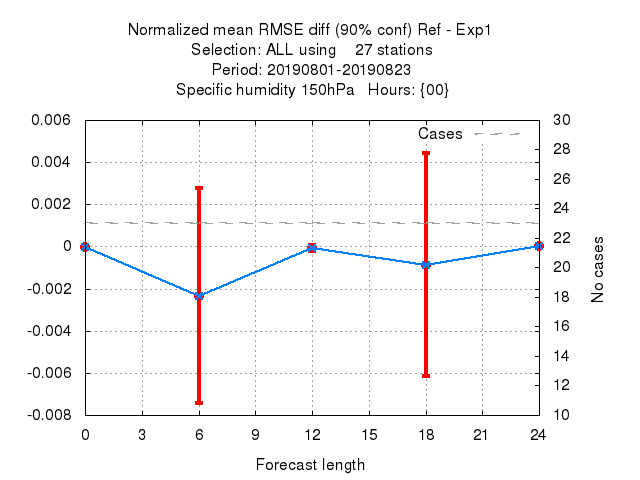 Normalized mean RMSE diff (90% conf) Ref - Exp1
Selection: ALL using    27 stations
Period: 20190801-20190823
Specific humidity 150hPa   Hours: {00}
Cases
0.006
0.004
0.002
0
-0.002
-0.004
-0.006
-0.008
30
28
26
24
22
20
18
16
14
12
10
No cases
0 3 6 9 12 15 18 21 24
Forecast length